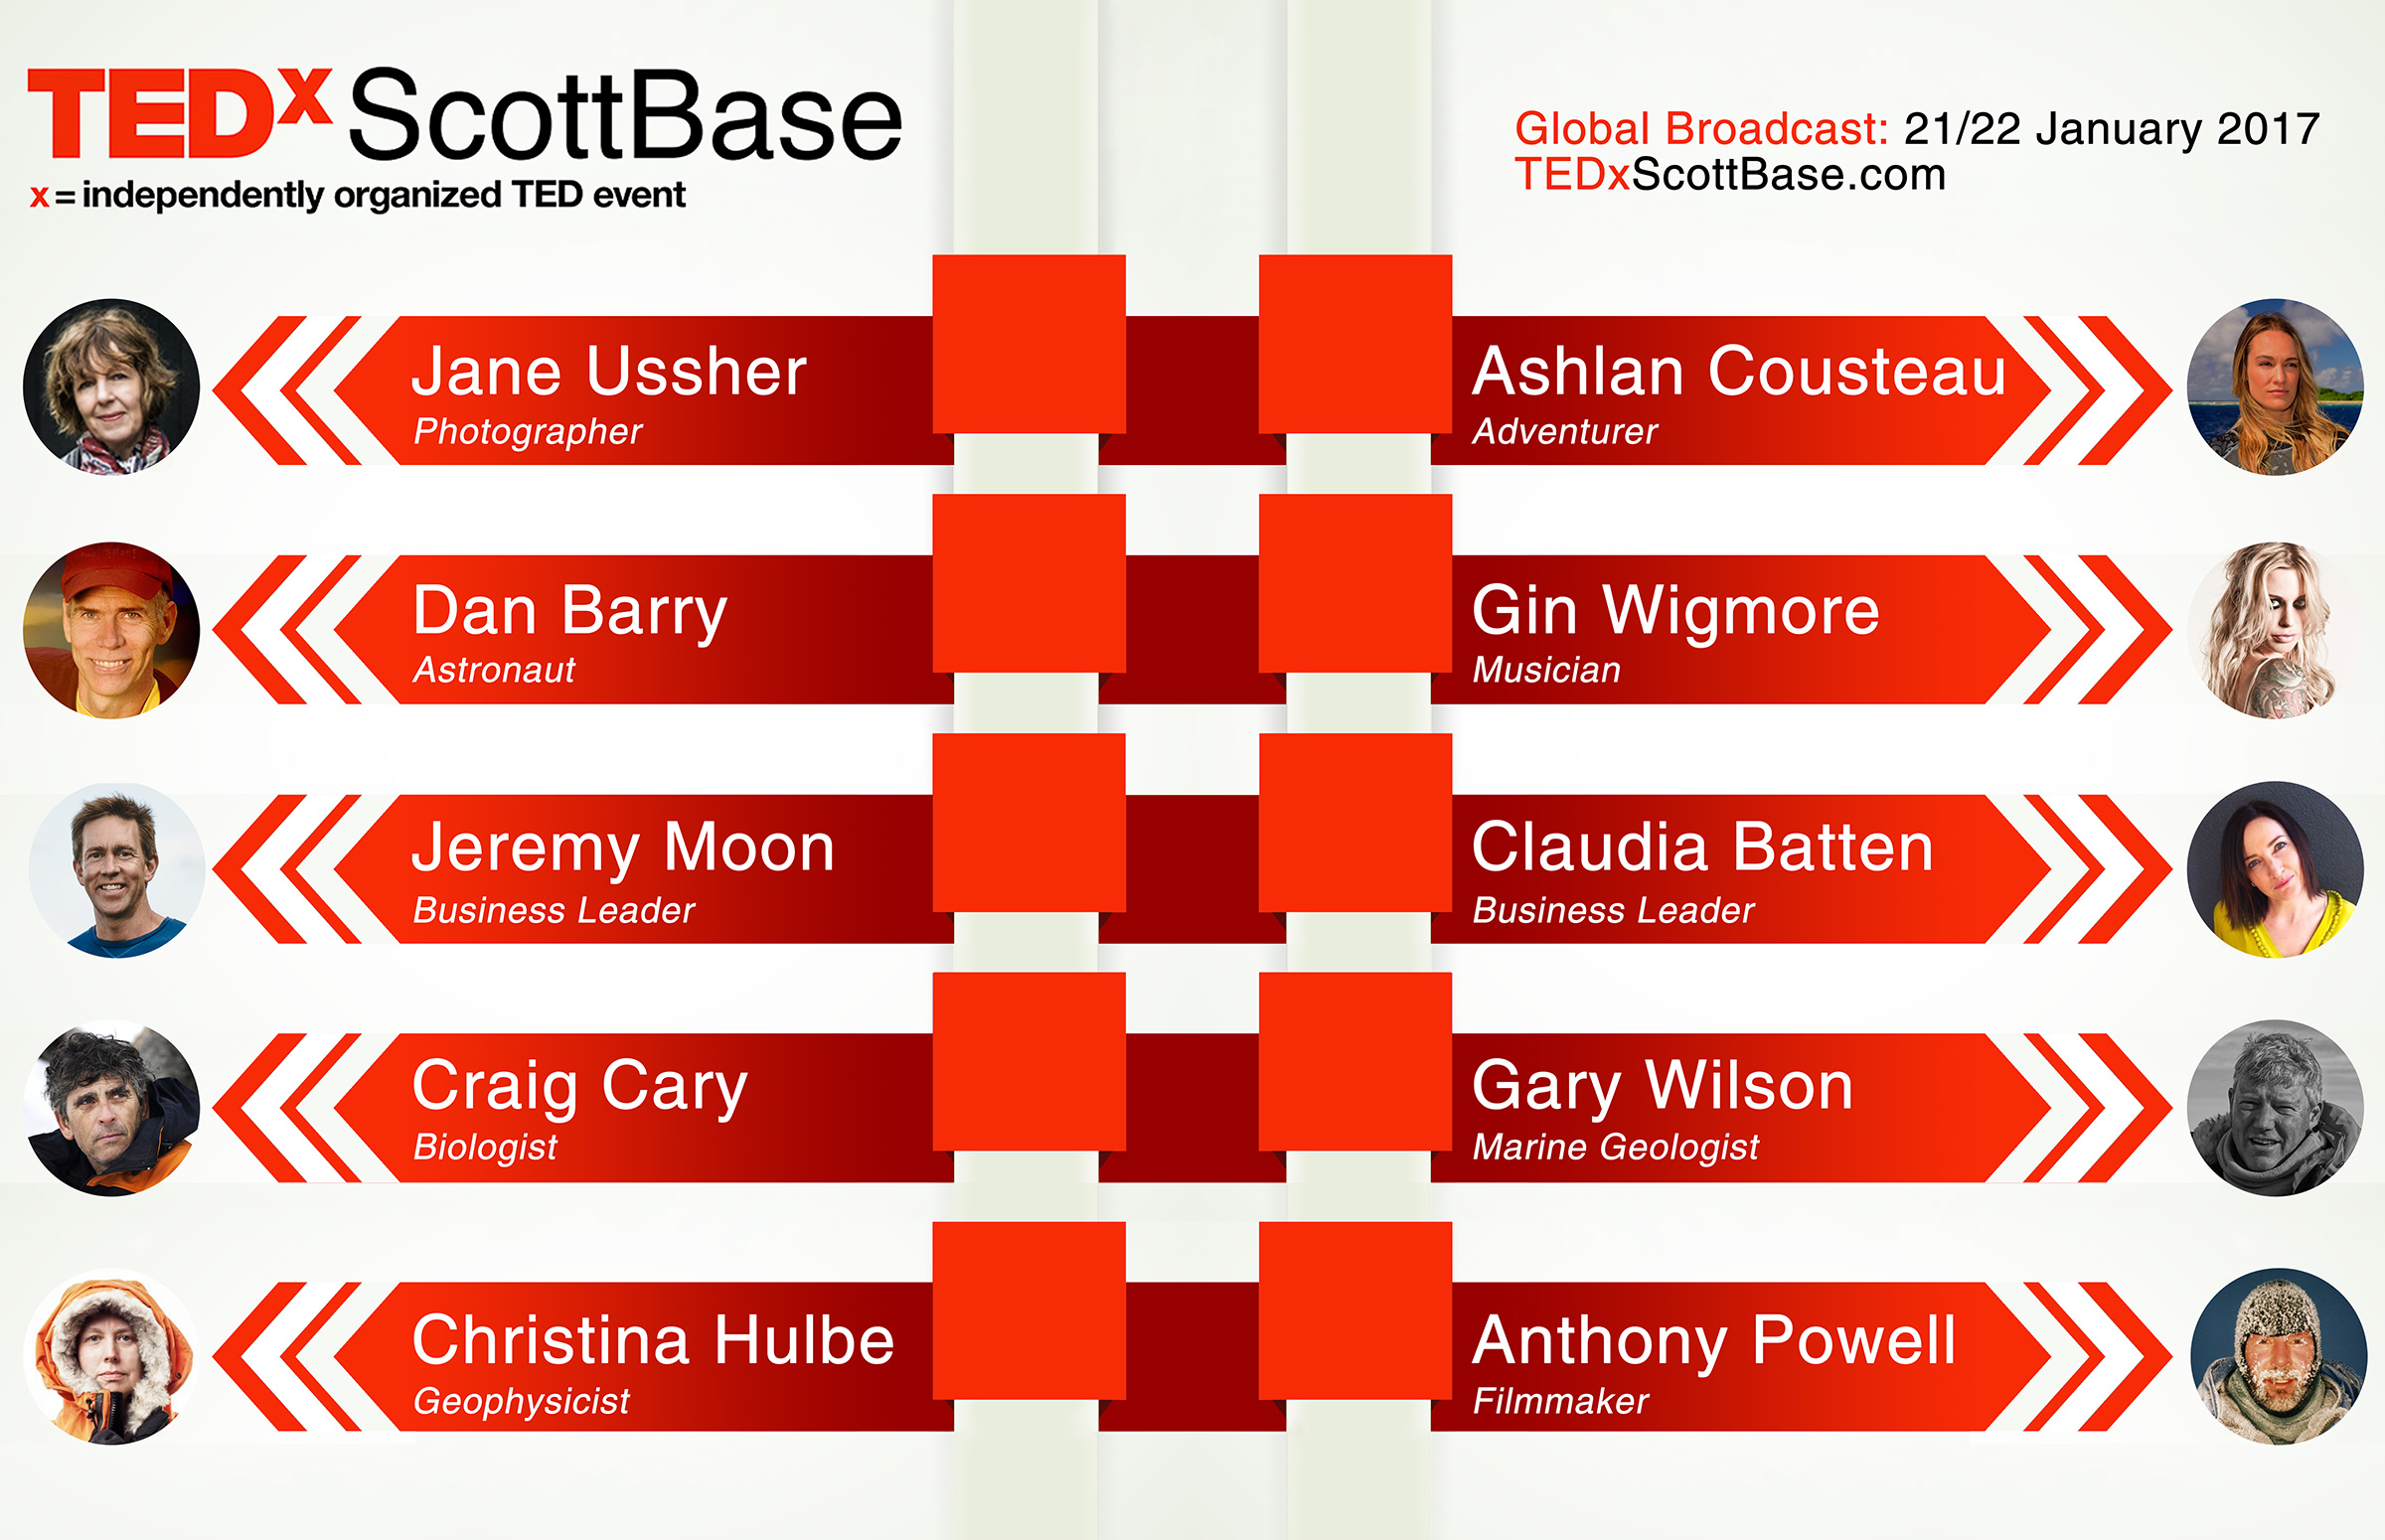 TEDx ScottBase
x = independently organized TED event
Global Broadcast: 21/22 January 2017
TEDxScottBase.com
Jane Ussher
Photographer
Ashlan Cousteau
Adventurer
Dan Barry
Astronaut
Gin Wigmore
Musician
Jeremy Moon
Business Leader
Claudia Batten
Business Leader
Craig Cary
Biologist
Gary Wilson
Marine Geologist
Christina Hulbe
Geophysicist
Anthony Powell
Filmmaker